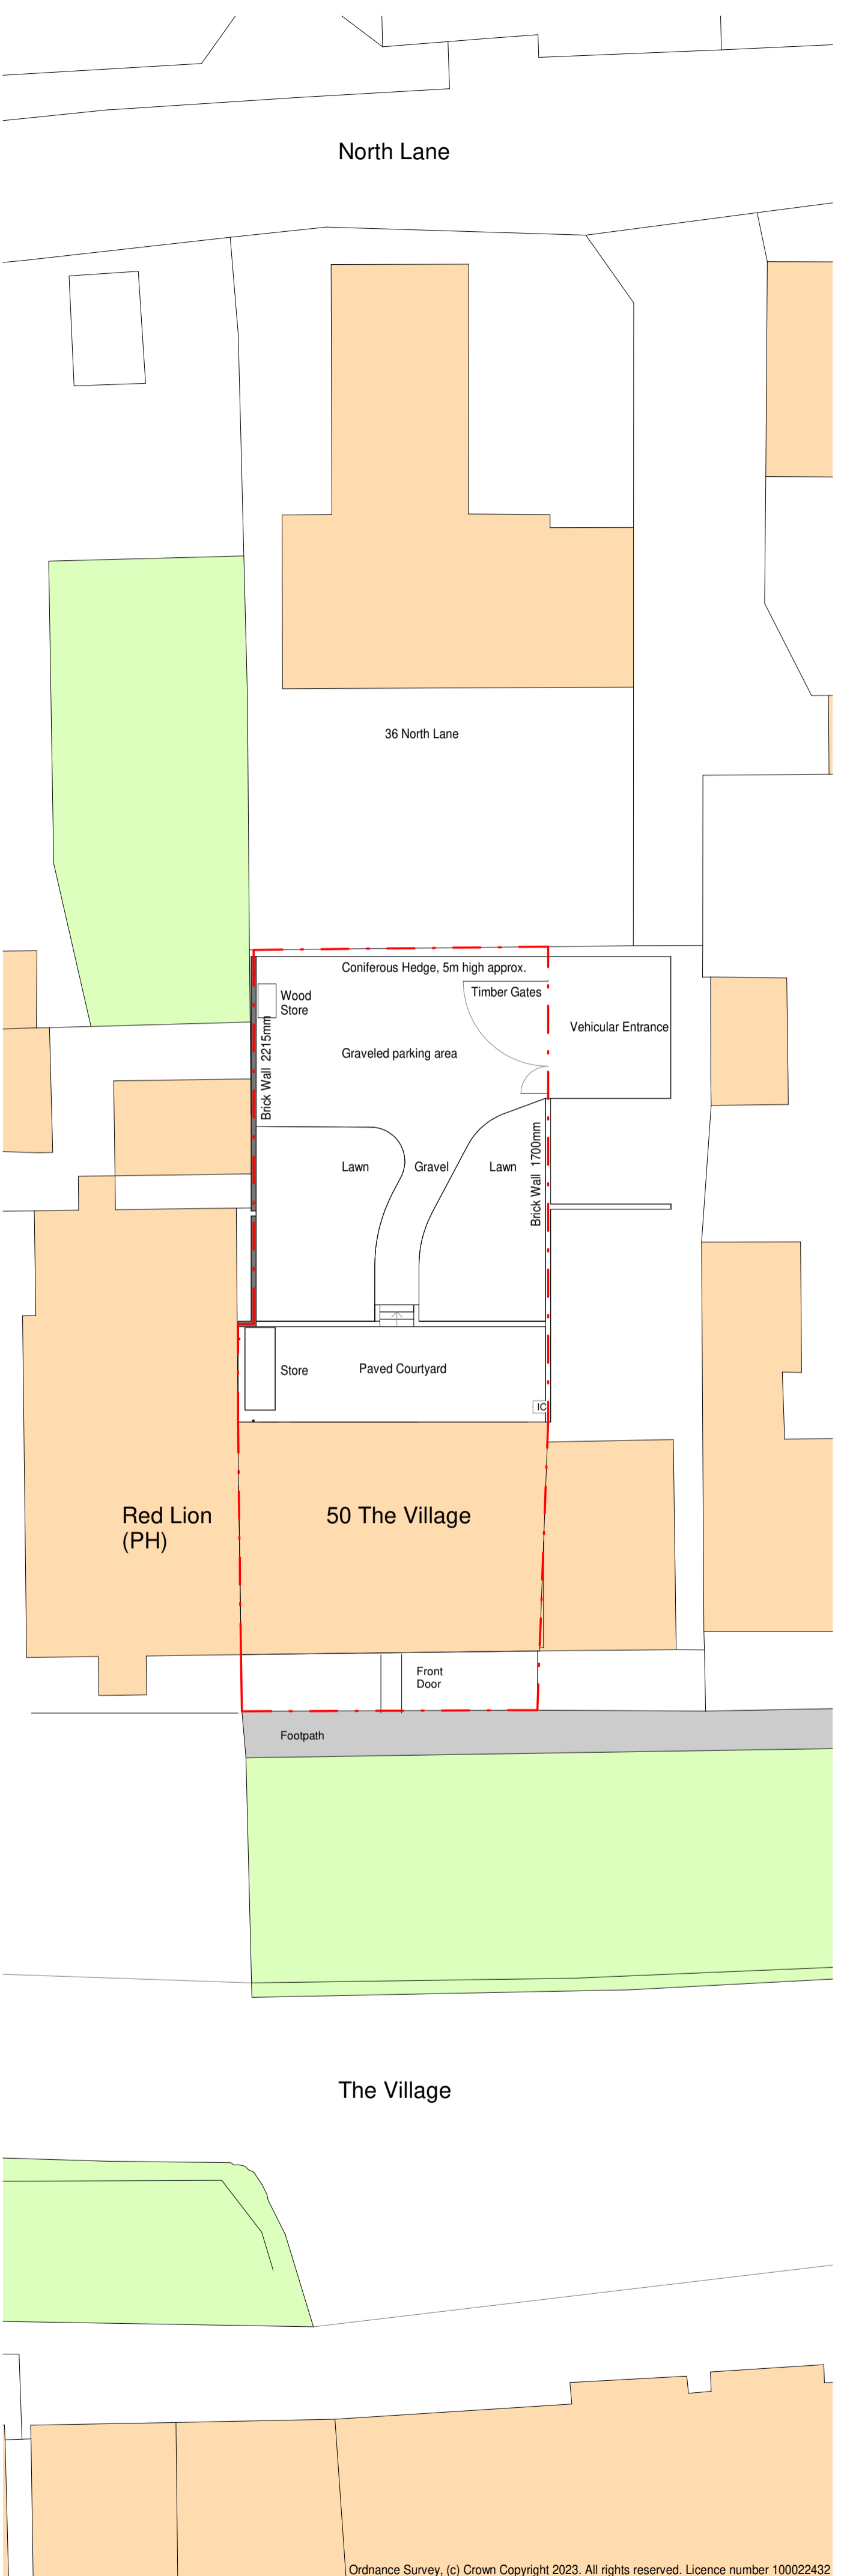 North Lane
36 North Lane
Coniferous Hedge, 5m high approx.
Timber Gates
Wood
Store
Vehicular Entrance
Graveled parking area
Brick Wall 2215mm
Lawn
Gravel
Lawn
Brick Wall 1700mm
Store
Paved Courtyard
IC
Red Lion
(PH)
50 The Village
Front
Door
Footpath
The Village
Ordnance Survey, (c) Crown Copyright 2023. All rights reserved. Licence number 100022432